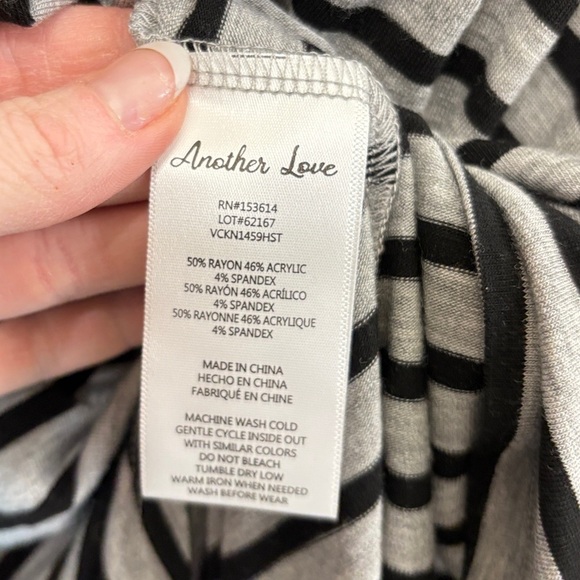 Another Love
RN#153614
LOT#62167
VCKN1459HST
50% RAYON 46% ACRYLIC
4% SPANDEX
50% RAYÓN 46% ACRÍLICO
4% SPANDEX
50% RAYONNE 46% ACRYLIQUE
4% SPANDEX
MADE IN CHINA
HECHO EN CHINA
FABRIQUÉ EN CHINE
MACHINE WASH COLD
GENTLE CYCLE INSIDE OUT
WITH SIMILAR COLORS
DO NOT BLEACH
TUMBLE DRY LOW
WARM IRON WHEN NEEDED
WASH BEFORE WEAR